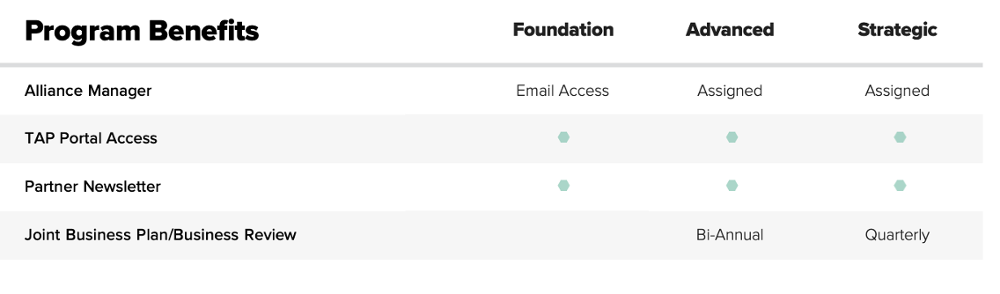 Program Benefits Foundation Advanced Strategic
Alliance Manager Email Access Assigned Assigned
TAP Portal Access
Partner Newsletter
Joint Business Plan/Business Review Bi-Annual Quarterly